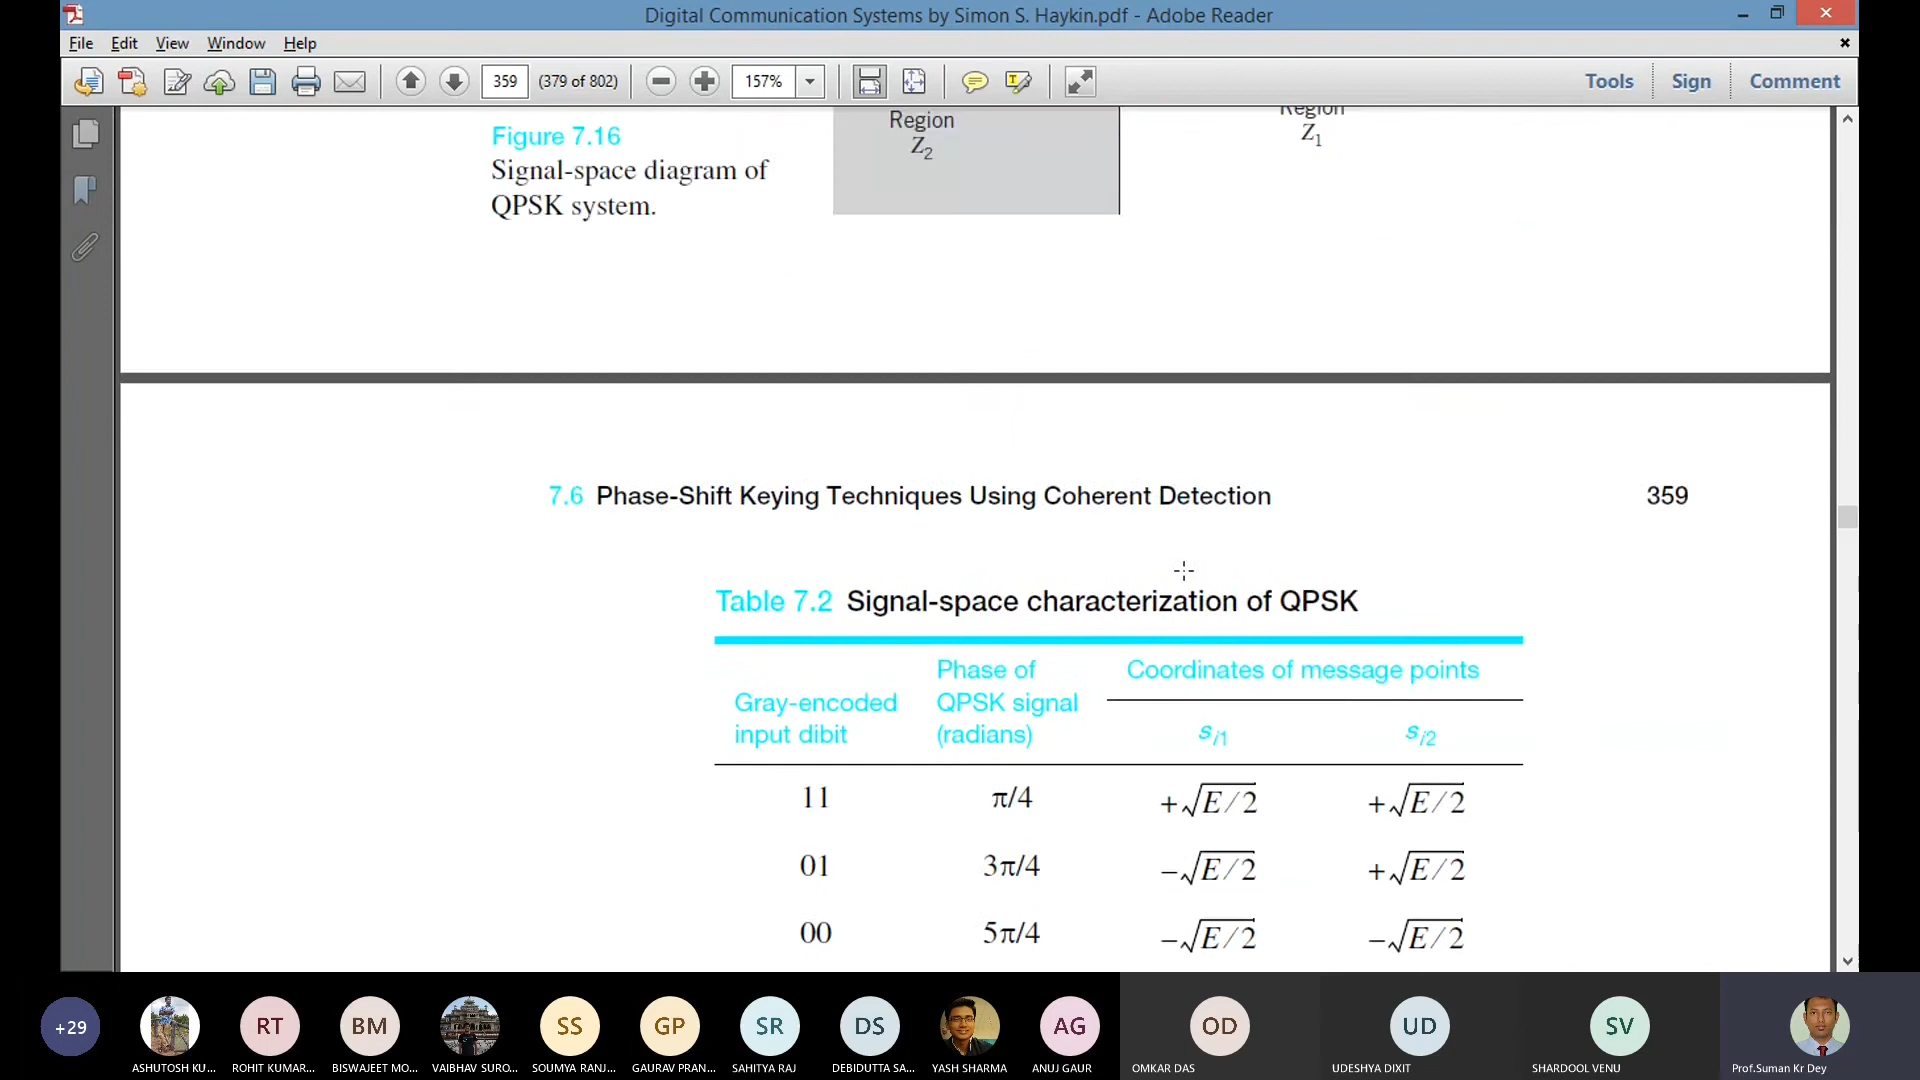 Digital Communication Systems by Simon S. Haykin.pdf - Adobe Reader
File Edit View Window Help
359 (379 of 802) 157% Tools Sign Comment
Region
Z2
Region
Z1
Figure 7.16
Signal-space diagram of
QPSK system.
7.6 Phase-Shift Keying Techniques Using Coherent Detection 359
Table 7.2 Signal-space characterization of QPSK
Gray-encoded
input dibit
Phase of
QPSK signal
(radians)
Coordinates of message points
s/1 s/2
11 π/4 +√E/2 +√E/2
01 3π/4 –√E/2 +√E/2
00 5π/4 –√E/2 –√E/2
+29 RT BM SS GP SR DS AG OD UD SV
ASHUTOSH KU... ROHIT KUMAR... BISWAJEET MO... VAIBHAV SURO... SOUMYA RANJ... GAURAV PRAN... SAHITYA RAJ DEBIDUTTA SA... YASH SHARMA ANUJ GAUR OMKAR DAS UDESHYA DIXIT SHARDOOL VENU Prof.Suman Kr Dey